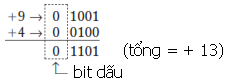 +9 → 0 1001
+4 → 0 0100
0 1101 (tổng = + 13)
bit dấu